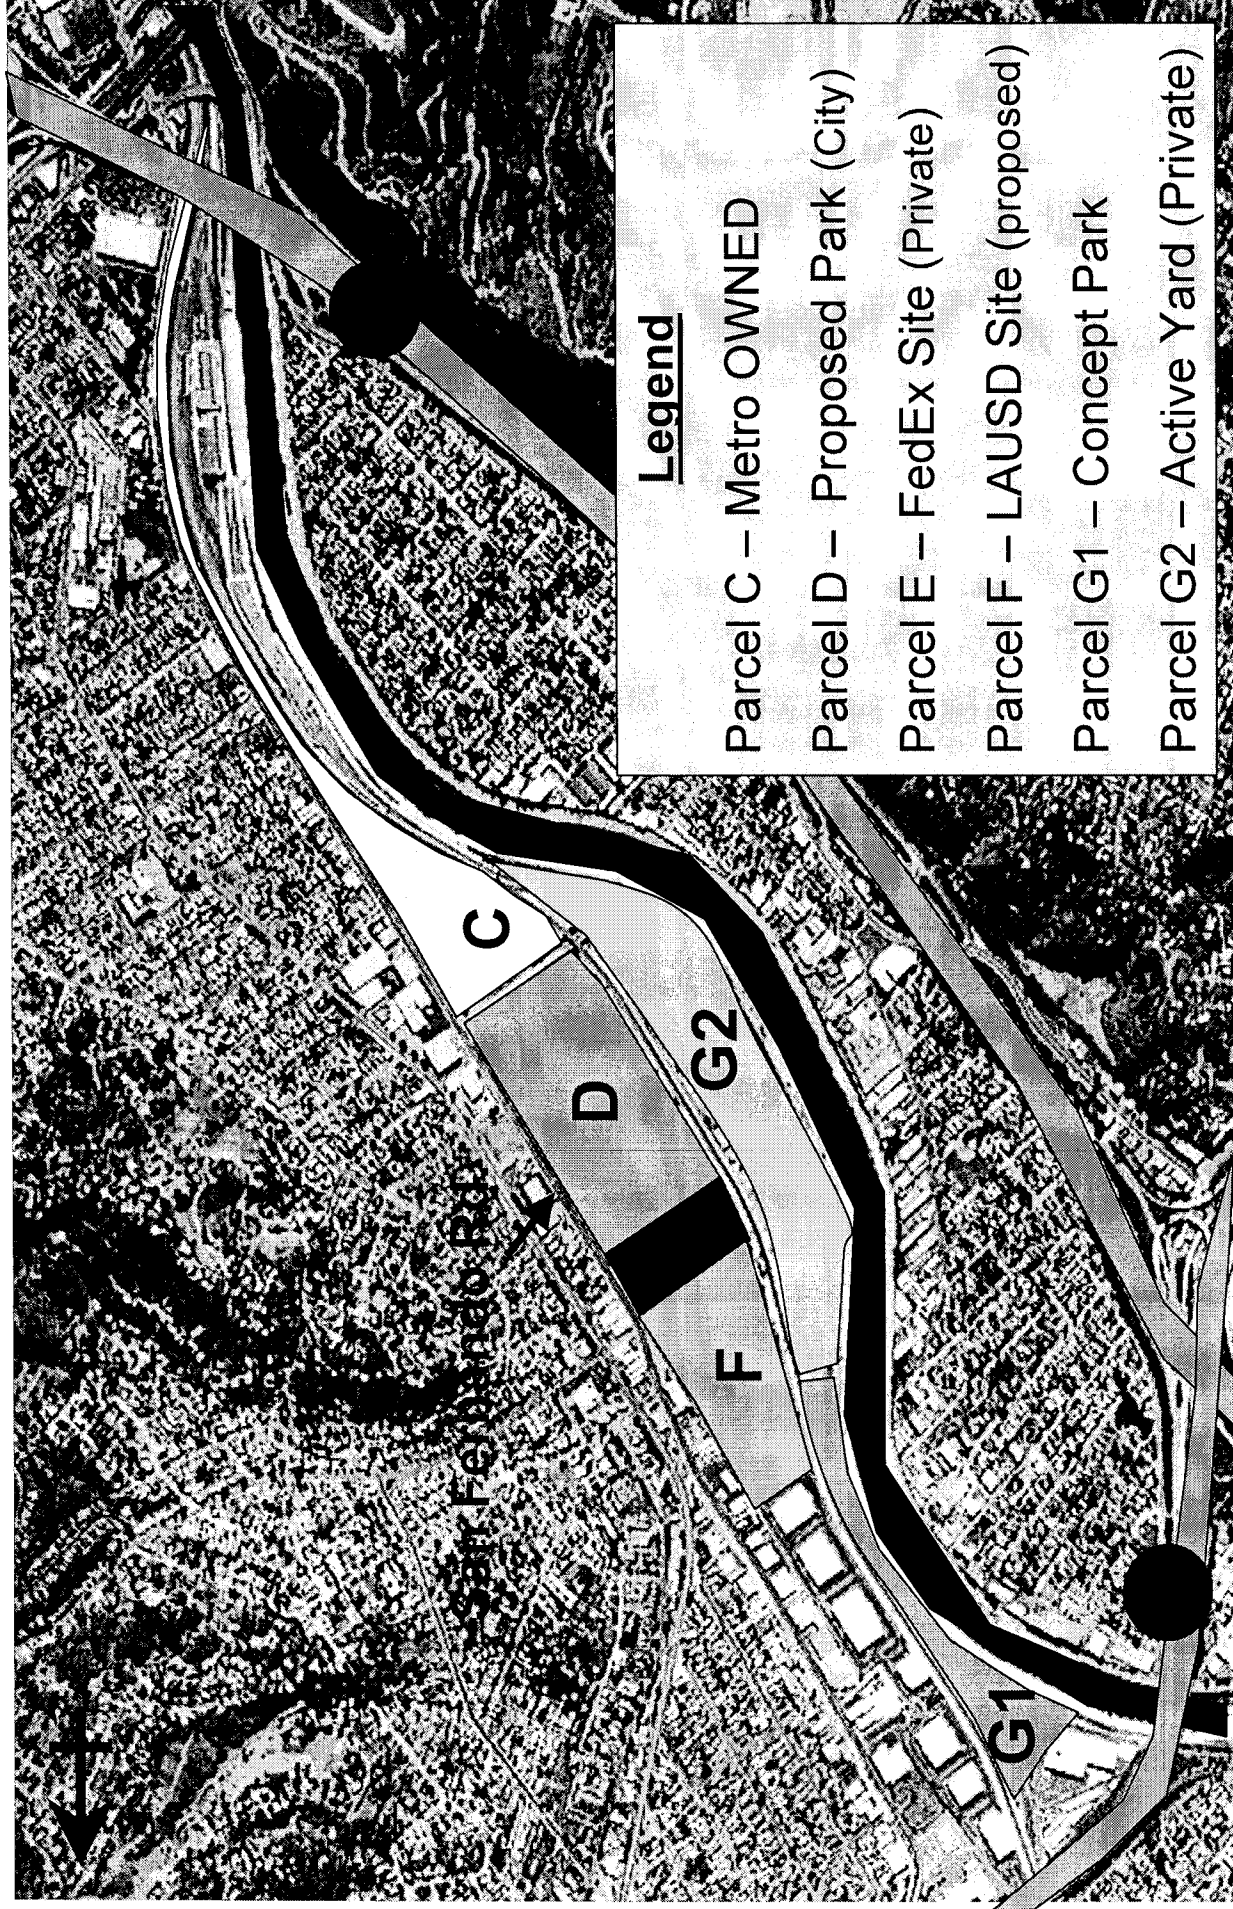 Legend
Parcel C – Metro OWNED
Parcel D – Proposed Park (City)
Parcel E – FedEx Site (Private)
Parcel F – LAUSD Site (proposed)
Parcel G1 – Concept Park
Parcel G2 – Active Yard (Private)
San Fernando Rd
C
D
G2
F
G1